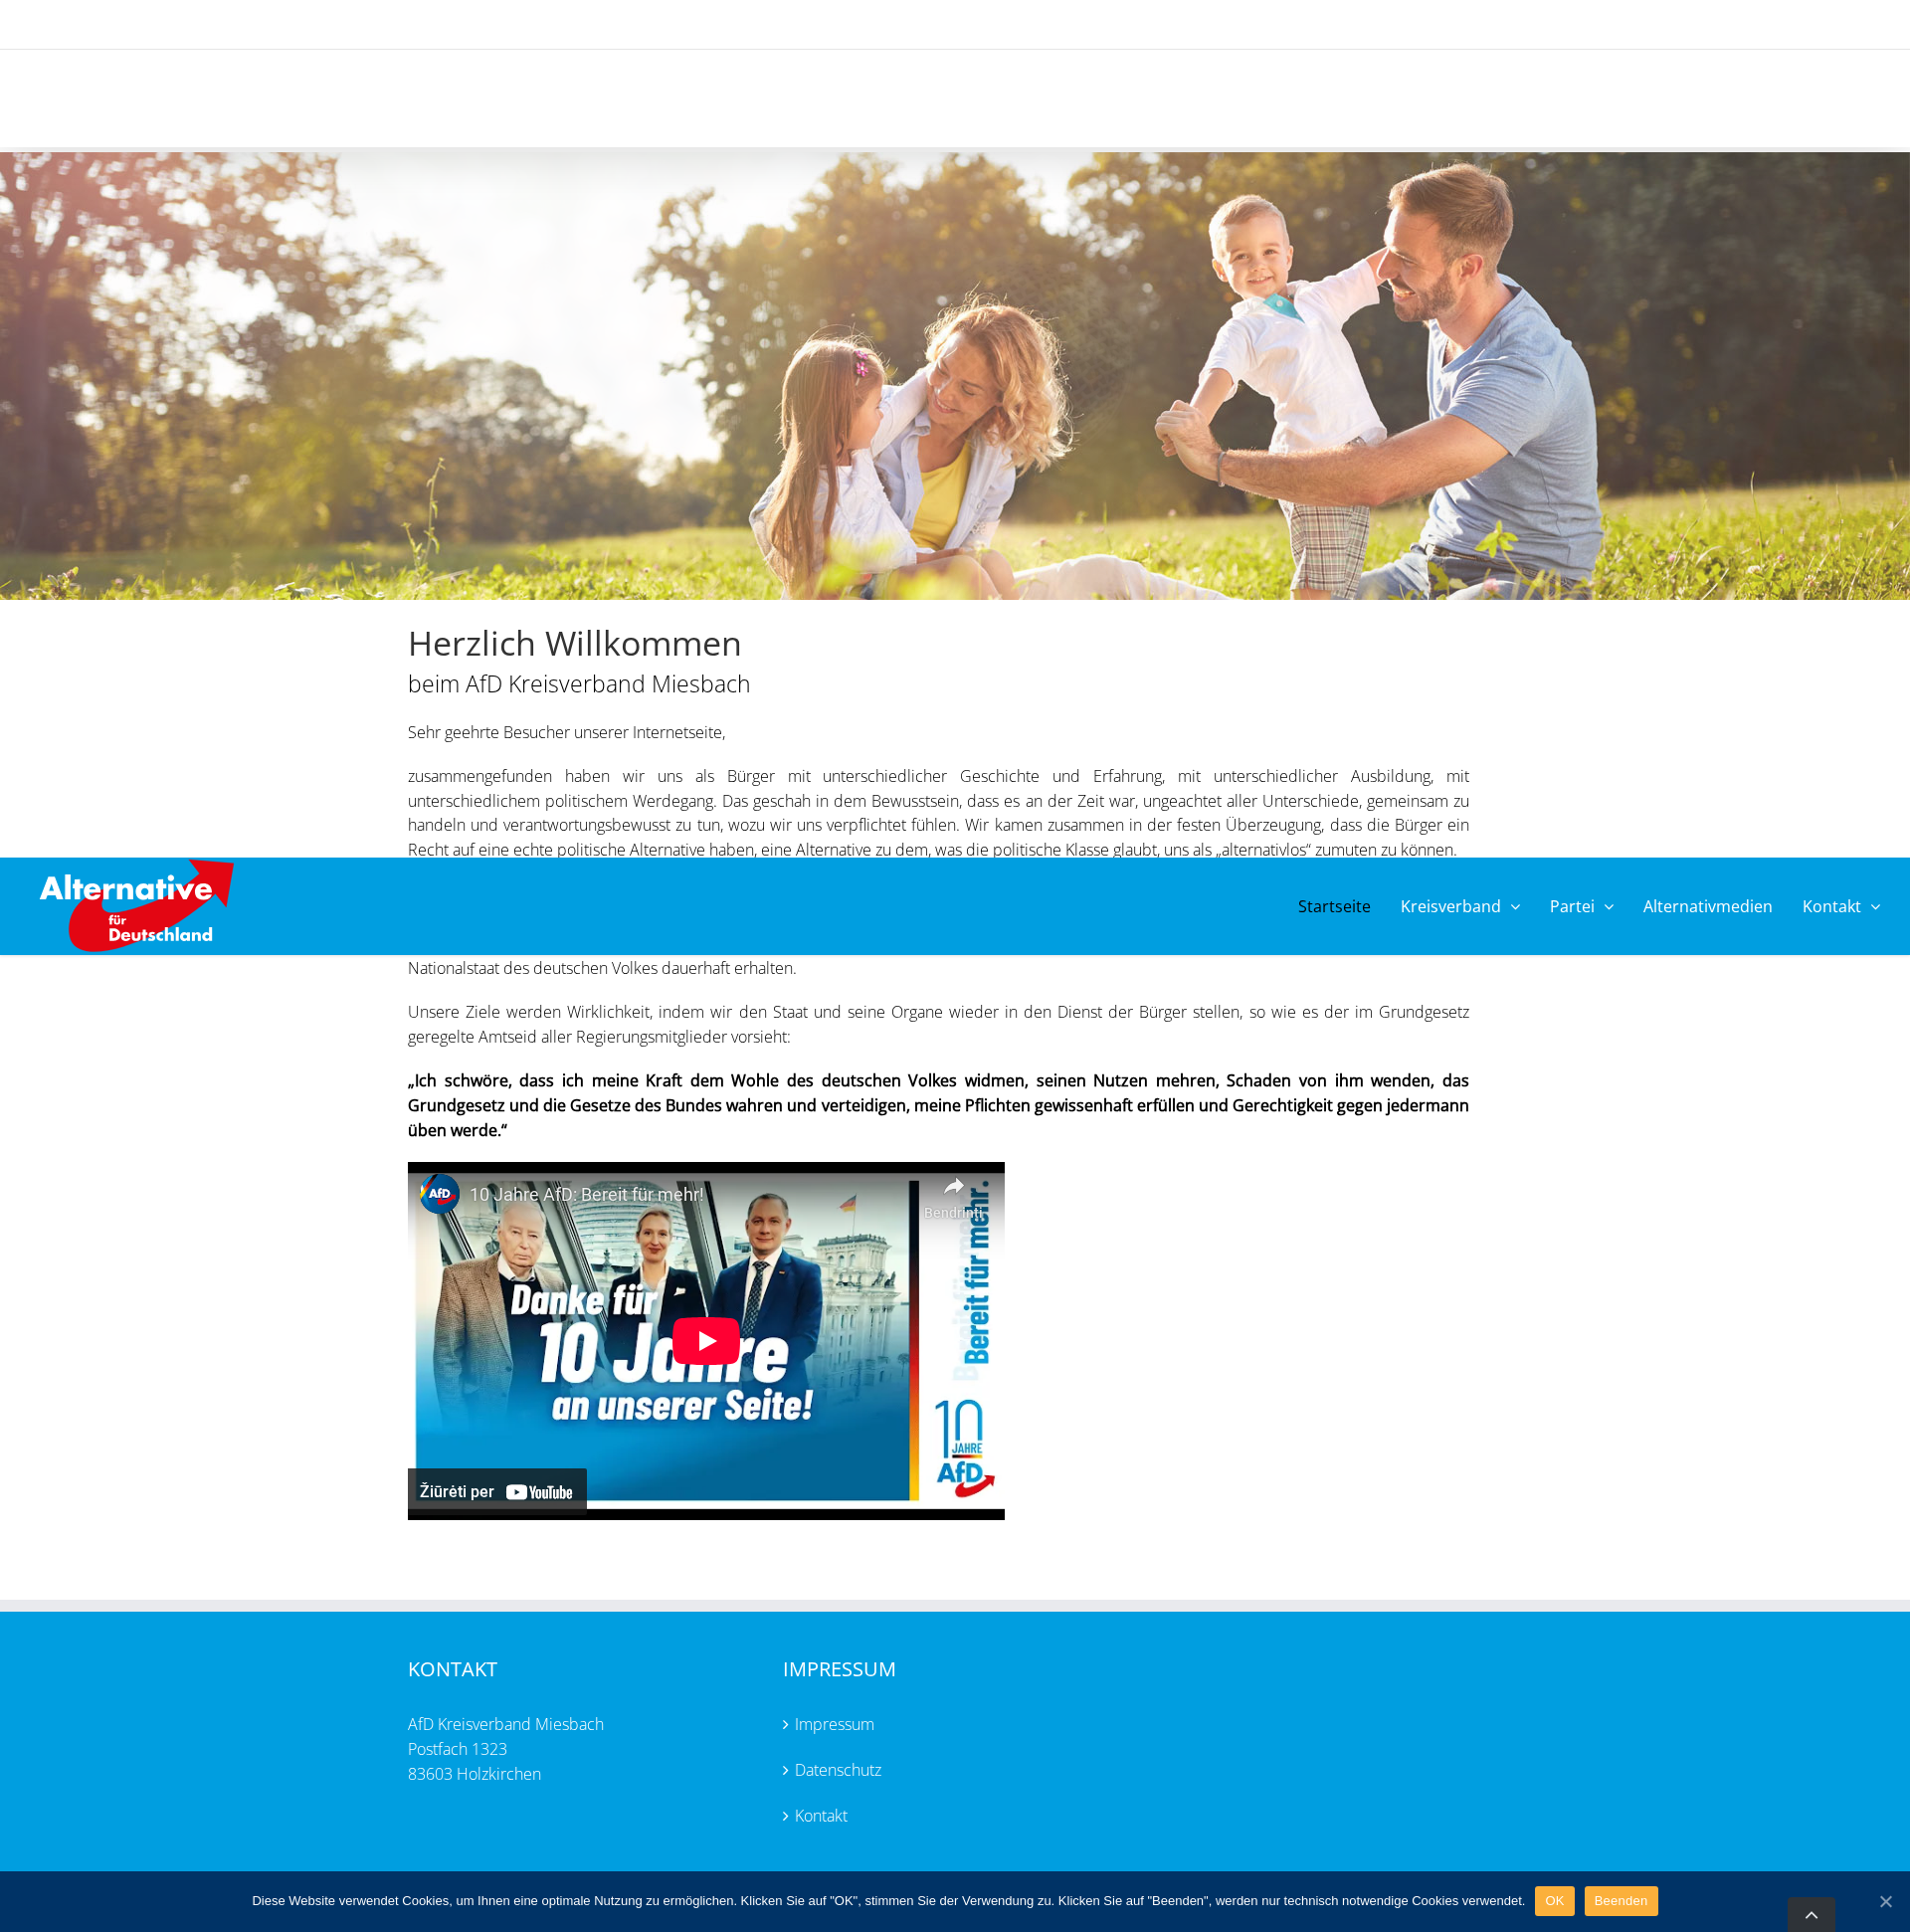 Herzlich Willkommen
beim AfD Kreisverband Miesbach
Sehr geehrte Besucher unserer Internetseite,
zusammengefunden haben wir uns als Bürger mit unterschiedlicher Geschichte und Erfahrung, mit unterschiedlicher Ausbildung, mit
unterschiedlichem politischem Werdegang. Das geschah in dem Bewusstsein, dass es an der Zeit war, ungeachtet aller Unterschiede, gemeinsam zu
handeln und verantwortungsbewusst zu tun, wozu wir uns verpflichtet fühlen. Wir kamen zusammen in der festen Überzeugung, dass die Bürger ein
Recht auf eine echte politische Alternative haben, eine Alternative zu dem, was die politische Klasse glaubt, uns als „alternativlos“ zumuten zu können.
Alternative
für
Deutschland
Startseite Kreisverband Partei Alternativmedien Kontakt
Nationalstaat des deutschen Volkes dauerhaft erhalten.
Unsere Ziele werden Wirklichkeit, indem wir den Staat und seine Organe wieder in den Dienst der Bürger stellen, so wie es der im Grundgesetz
geregelte Amtseid aller Regierungsmitglieder vorsieht:
„Ich schwöre, dass ich meine Kraft dem Wohle des deutschen Volkes widmen, seinen Nutzen mehren, Schaden von ihm wenden, das
Grundgesetz und die Gesetze des Bundes wahren und verteidigen, meine Pflichten gewissenhaft erfüllen und Gerechtigkeit gegen jedermann
üben werde.“
AfD 10 Jahre AfD: Bereit für mehr!
Bendrinti
Bereit für mehr.
Danke für
10 Jahre
an unserer Seite!
10
JAHRE
AfD
Žiūrėti per YouTube
KONTAKT
AfD Kreisverband Miesbach
Postfach 1323
83603 Holzkirchen
IMPRESSUM
Impressum
Datenschutz
Kontakt
Diese Website verwendet Cookies, um Ihnen eine optimale Nutzung zu ermöglichen. Klicken Sie auf "OK", stimmen Sie der Verwendung zu. Klicken Sie auf "Beenden", werden nur technisch notwendige Cookies verwendet. OK Beenden